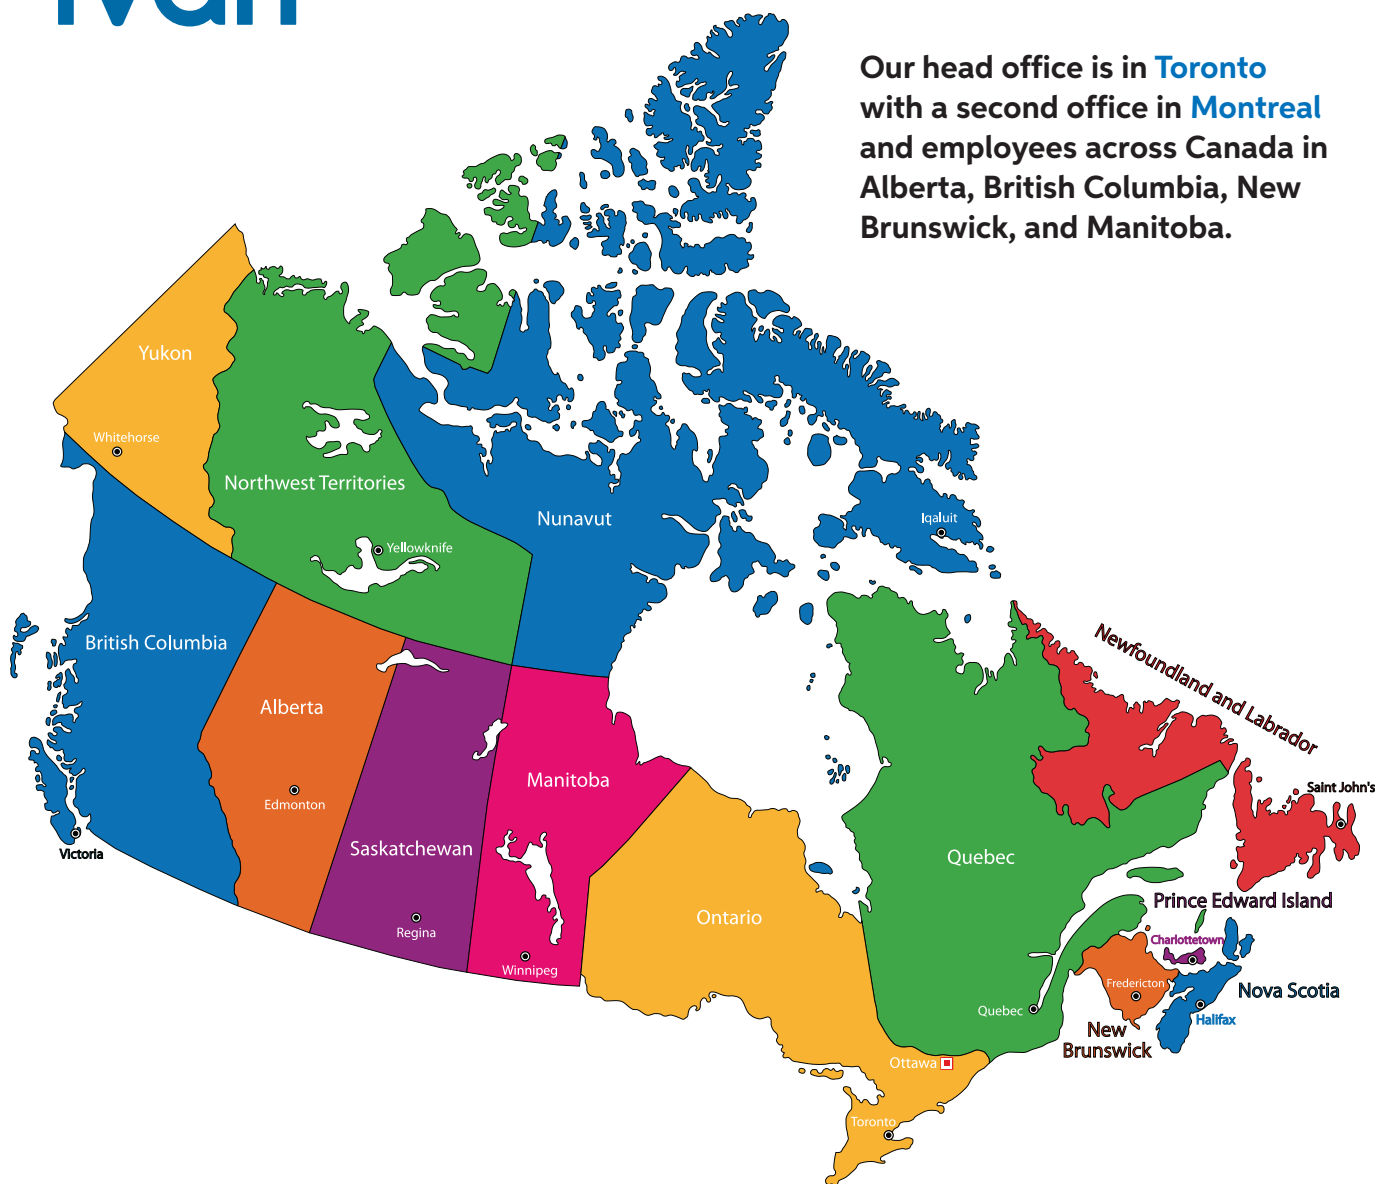 Our head office is in Toronto
with a second office in Montreal
and employees across Canada in
Alberta, British Columbia, New
Brunswick, and Manitoba.
Yukon
Whitehorse
Northwest Territories
Yellowknife
Nunavut
Iqaluit
British Columbia
Victoria
Alberta
Edmonton
Saskatchewan
Regina
Manitoba
Winnipeg
Ontario
Ottawa
Toronto
Quebec
Quebec
Newfoundland and Labrador
Saint John's
Prince Edward Island
Charlottetown
Fredericton
New
Brunswick
Nova Scotia
Halifax